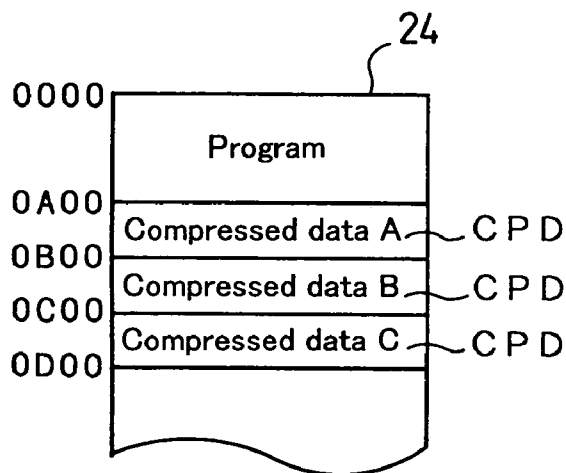 24
0000
Program
0A00
Compressed data A CPD
0B00
Compressed data B CPD
0C00
Compressed data C CPD
0D00